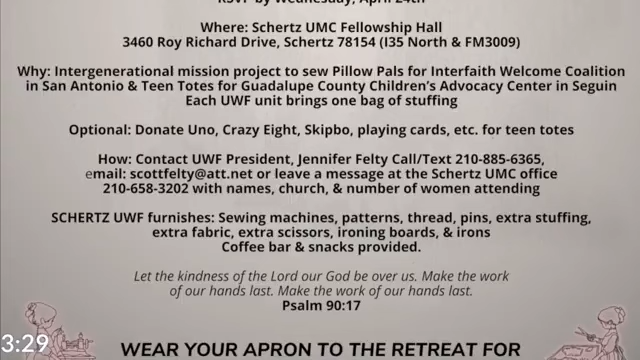 RSVP by Wednesday, April 24th
Where: Schertz UMC Fellowship Hall
3460 Roy Richard Drive, Schertz 78154 (I35 North & FM3009)
Why: Intergenerational mission project to sew Pillow Pals for Interfaith Welcome Coalition
in San Antonio & Teen Totes for Guadalupe County Children's Advocacy Center in Seguin
Each UWF unit brings one bag of stuffing
Optional: Donate Uno, Crazy Eight, Skipbo, playing cards, etc. for teen totes
How: Contact UWF President, Jennifer Felty Call/Text 210-885-6365,
email: scottfelty@att.net or leave a message at the Schertz UMC office
210-658-3202 with names, church, & number of women attending
SCHERTZ UWF furnishes: Sewing machines, patterns, thread, pins, extra stuffing,
extra fabric, extra scissors, ironing boards, & irons
Coffee bar & snacks provided.
Let the kindness of the Lord our God be over us. Make the work
of our hands last. Make the work of our hands last.
Psalm 90:17
3:29
WEAR YOUR APRON TO THE RETREAT FOR